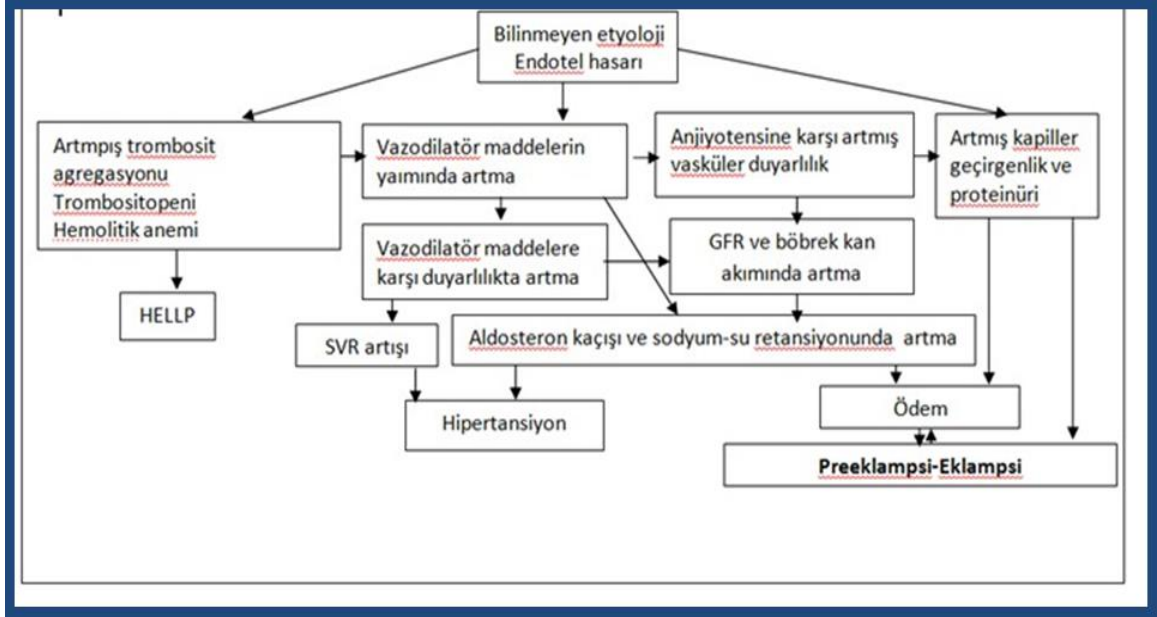 Bilinmeyen etyoloji
Endotel hasarı
Artmpış trombosit
agregasyonu
Trombositopeni
Hemolitik anemi
Vazodilatör maddelerin
yaımında artma
Anjiyotensine karşı artmış
vasküler duyarlılık
Artmış kapiller
geçirgenlik ve
proteinüri
Vazodilatör maddelere
karşı duyarlılıkta artma
GFR ve böbrek kan
akımında artma
HELLP
SVR artışı
Aldosteron kaçışı ve sodyum-su retansiyonunda artma
Hipertansiyon
Ödem
Preeklampsi-Eklampsi